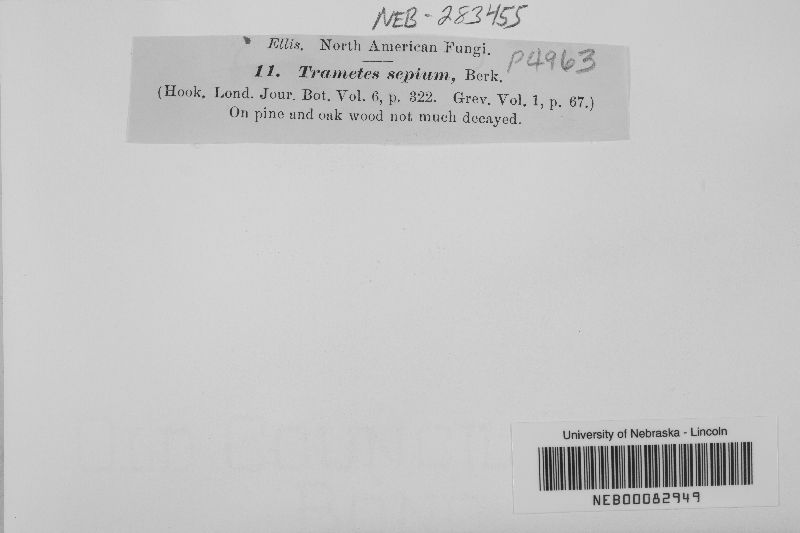 NEB-283455
Ellis. North American Fungi.
P4963
11. Trametes sepium, Berk.
(Hook. Lond. Jour. Bot. Vol. 6, p. 322. Grev. Vol. 1, p. 67.)
On pine and oak wood not much decayed.
University of Nebraska - Lincoln
NEB00082949